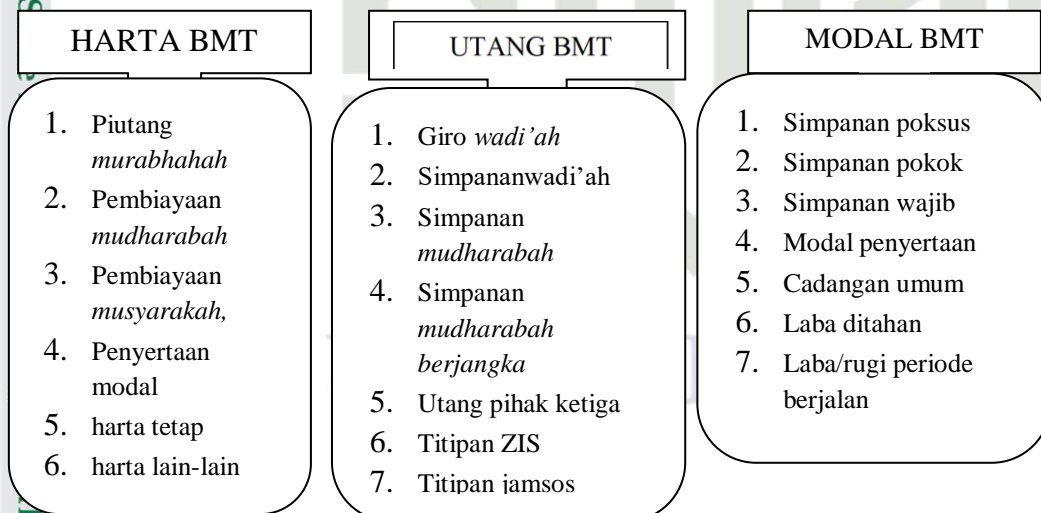 HARTA BMT
1. Piutang
murabhahah
2. Pembiayaan
mudharabah
3. Pembiayaan
musyarakah,
4. Penyertaan
modal
5. harta tetap
6. harta lain-lain
UTANG BMT
1. Giro wadi’ah
2. Simpananwadi’ah
3. Simpanan
mudharabah
4. Simpanan
mudharabah
berjangka
5. Utang pihak ketiga
6. Titipan ZIS
7. Titipan jamsos
MODAL BMT
1. Simpanan poksus
2. Simpanan pokok
3. Simpanan wajib
4. Modal penyertaan
5. Cadangan umum
6. Laba ditahan
7. Laba/rugi periode
berjalan